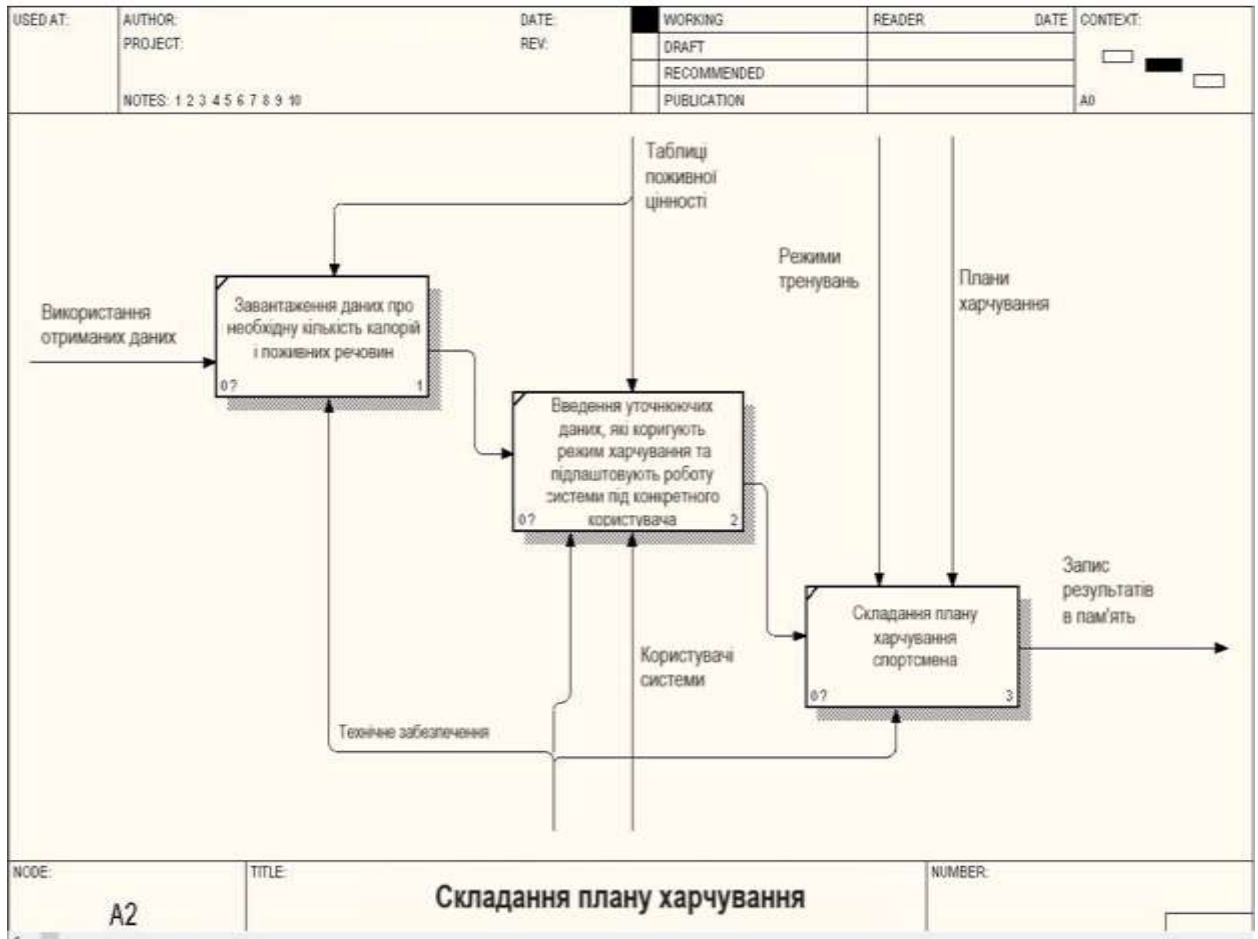 USED AT:
AUTHOR:
DATE:
PROJECT:
REV:
NOTES: 1 2 3 4 5 6 7 8 9 10
WORKING
DRAFT
RECOMMENDED
PUBLICATION
READER
DATE
CONTEXT:
A0
Таблиці
поживної
цінності
Режими
тренувань
Плани
харчування
Використання
отриманих даних
Завантаження даних про
необхідну кількість калорій
і поживних речовин
0?
1
Введення уточнюючих
даних, які коригують
режим харчування та
підлаштовують роботу
системи під конкретного
користувача
0?
2
Запис
результатів
в пам'ять
Складання плану
харчування
спортсмена
0?
3
Користувачі
системи
Технічне забезпечення
NODE:
A2
TITLE:
Складання плану харчування
NUMBER: